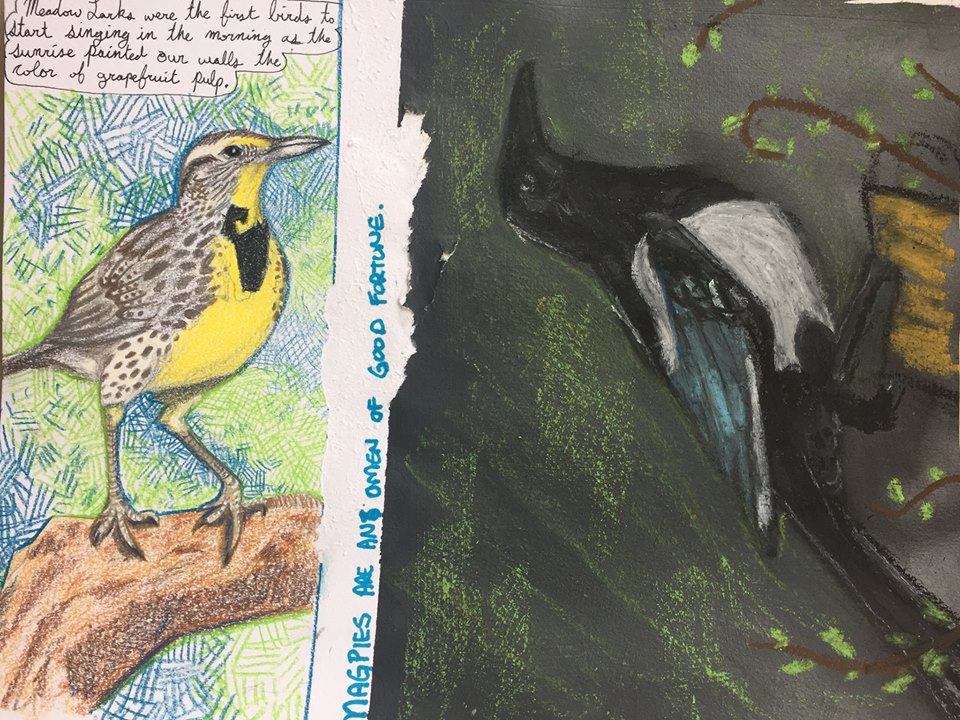 Meadow Larks were the first birds to
start singing in the morning as the
sunrise painted our walls the
color of grapefruit pulp.
MAGPIES ARE AN OMEN OF GOOD FORTUNE.